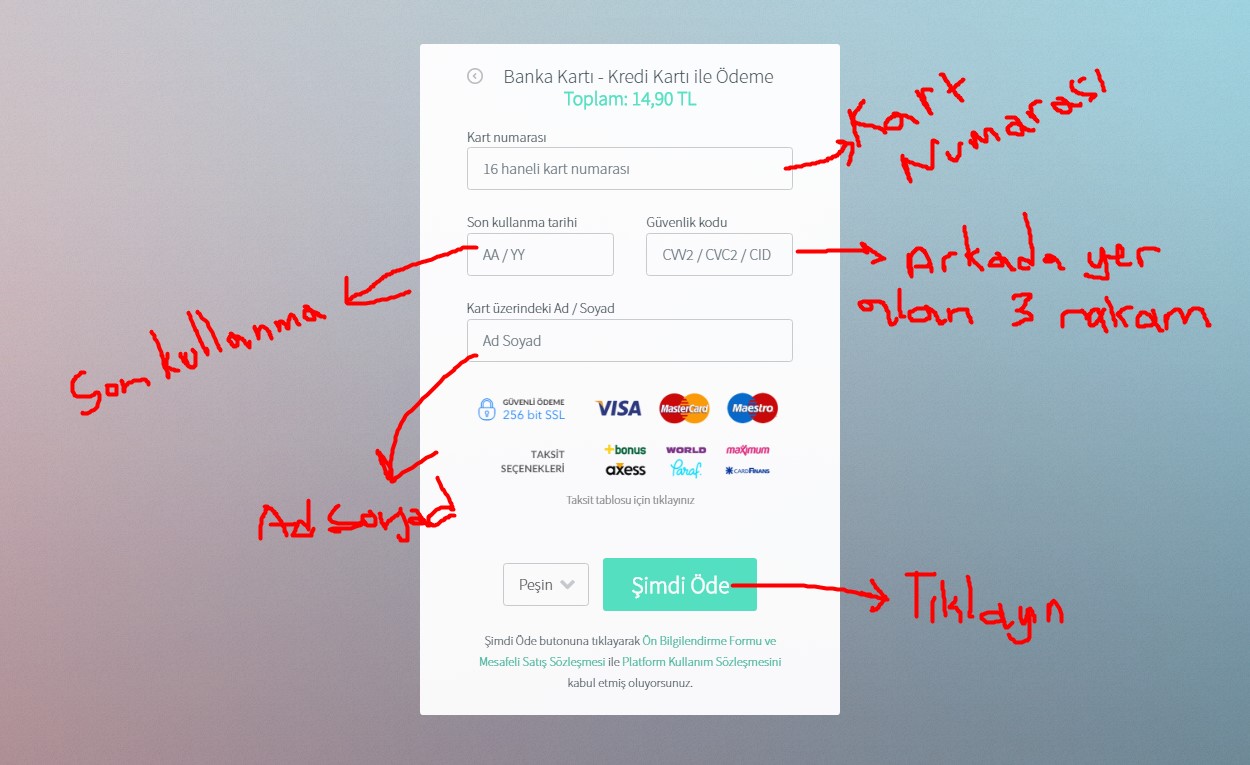 Banka Kartı - Kredi Kartı ile Ödeme
Toplam: 14,90 TL
Kart numarası
16 haneli kart numarası
Kart
Numarası
Son kullanma tarihi
Güvenlik kodu
AA / YY
CVV2 / CVC2 / CID
Arkada yer
alan 3 rakam
Son kullanma
Kart üzerindeki Ad / Soyad
Ad Soyad
GÜVENLİ ÖDEME
256 bit SSL
VISA
MasterCard
Maestro
TAKSİT
SEÇENEKLERİ
+bonus
WORLD
maximum
axess
Paraf
CARDFINANS
Taksit tablosu için tıklayınız
Ad Soyad
Peşin
Şimdi Öde
Tıklayın
Şimdi Öde butonuna tıklayarak Ön Bilgilendirme Formu ve
Mesafeli Satış Sözleşmesi ile Platform Kullanım Sözleşmesini
kabul etmiş oluyorsunuz.